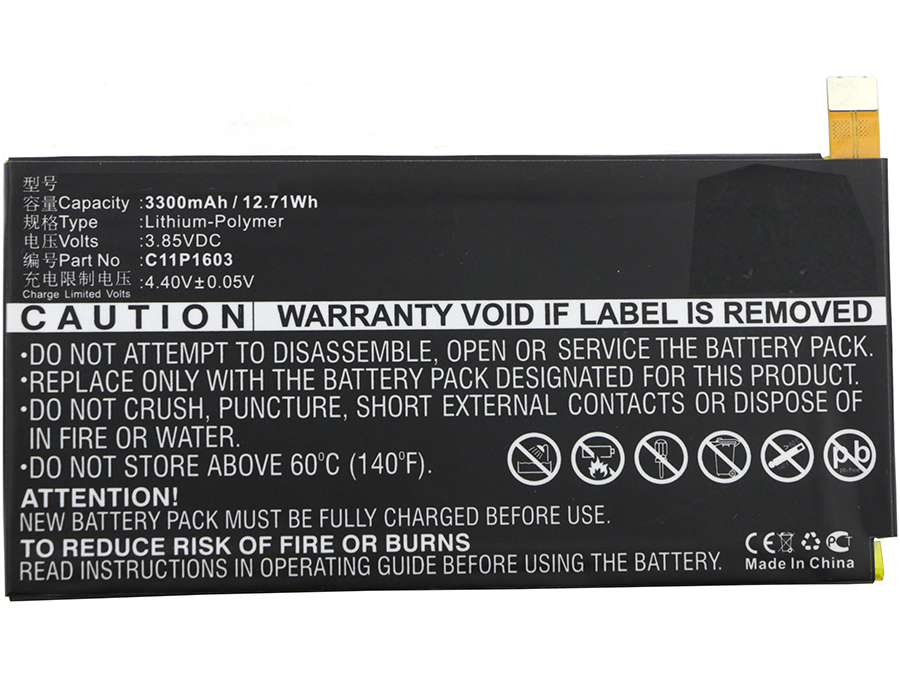 型号
容量Capacity :3300mAh / 12.71Wh
规格Type :Lithium-Polymer
电压Volts :3.85VDC
编号Part No :C11P1603
充电限制电压 :4.40V±0.05V
Charge Limited Volts
CAUTION WARRANTY VOID IF LABEL IS REMOVED
•DO NOT ATTEMPT TO DISASSEMBLE, OPEN OR SERVICE THE BATTERY PACK.
•REPLACE ONLY WITH THE BATTERY PACK DESIGNATED FOR THIS PRODUCT.
•DO NOT CRUSH, PUNCTURE, SHORT EXTERNAL CONTACTS OR DISPOSE OF
IN FIRE OR WATER.
•DO NOT STORE ABOVE 60°C (140°F).
pb
pb-free
ATTENTION!
NEW BATTERY PACK MUST BE FULLY CHARGED BEFORE USE.
TO REDUCE RISK OF FIRE OR BURNS
READ INSTRUCTIONS IN OPERATING GUIDE BEFORE BATTERY USE.
CE
Made In China